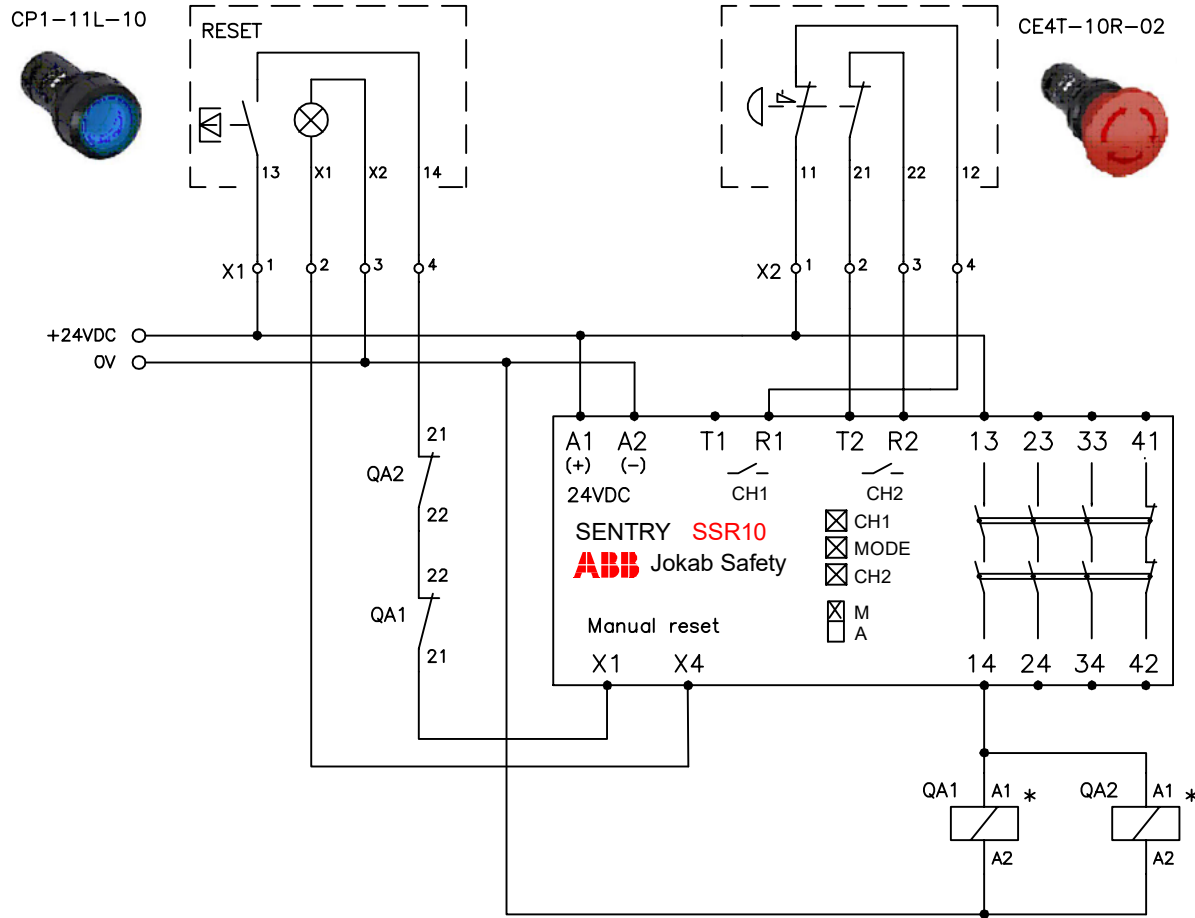 CP1-11L-10
RESET
CE4T-10R-02
13 X1 X2 14
11 21 22 12
X1 1 2 3 4
X2 1 2 3 4
+24VDC
0V
A1 A2 T1 R1 T2 R2 13 23 33 41
(+) (-)
24VDC
CH1
CH2
21
QA2
22
SENTRY SSR10
ABB Jokab Safety
CH1
MODE
CH2
22
QA1
21
M
A
Manual reset
X1 X4
14 24 34 42
QA1 A1 *
A2
QA2 A1 *
A2